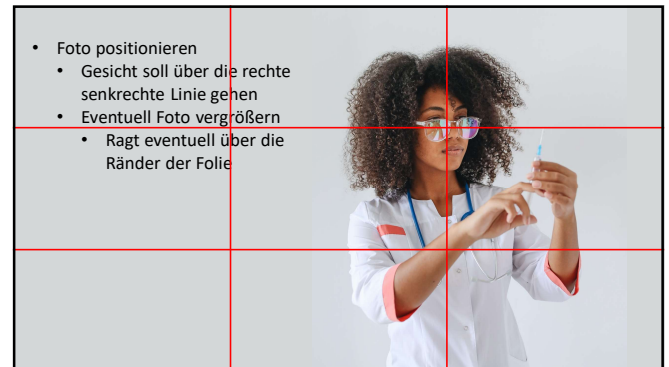 • Foto positionieren
• Gesicht soll über die rechte
senkrechte Linie gehen
• Eventuell Foto vergrößern
• Ragt eventuell über die
Ränder der Folie